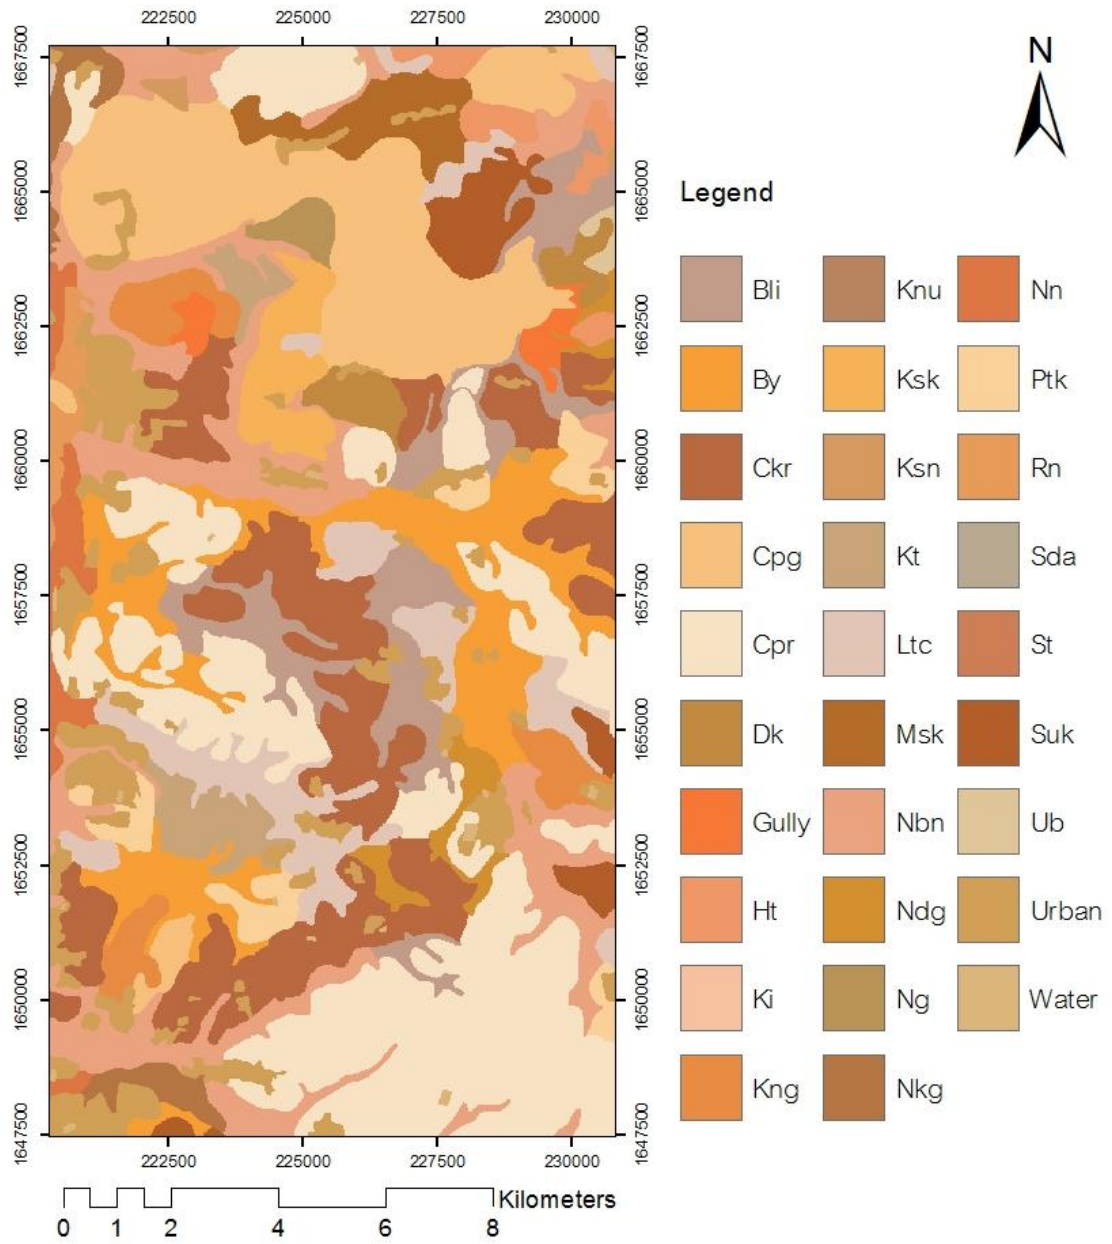 222500 225000 227500 230000
1667500 1667500
N
1665000 1665000
Legend
Bli Knu Nn
1662500 1662500
By Ksk Ptk
1660000 1660000
Ckr Ksn Rn
Cpg Kt Sda
1657500 1657500
Cpr Ltc St
1655000 1655000
Dk Msk Suk
Gully Nbn Ub
1652500 1652500
Ht Ndg Urban
1650000 1650000
Ki Ng Water
Kng Nkg
1647500 1647500
222500 225000 227500 230000
Kilometers
0 1 2 4 6 8